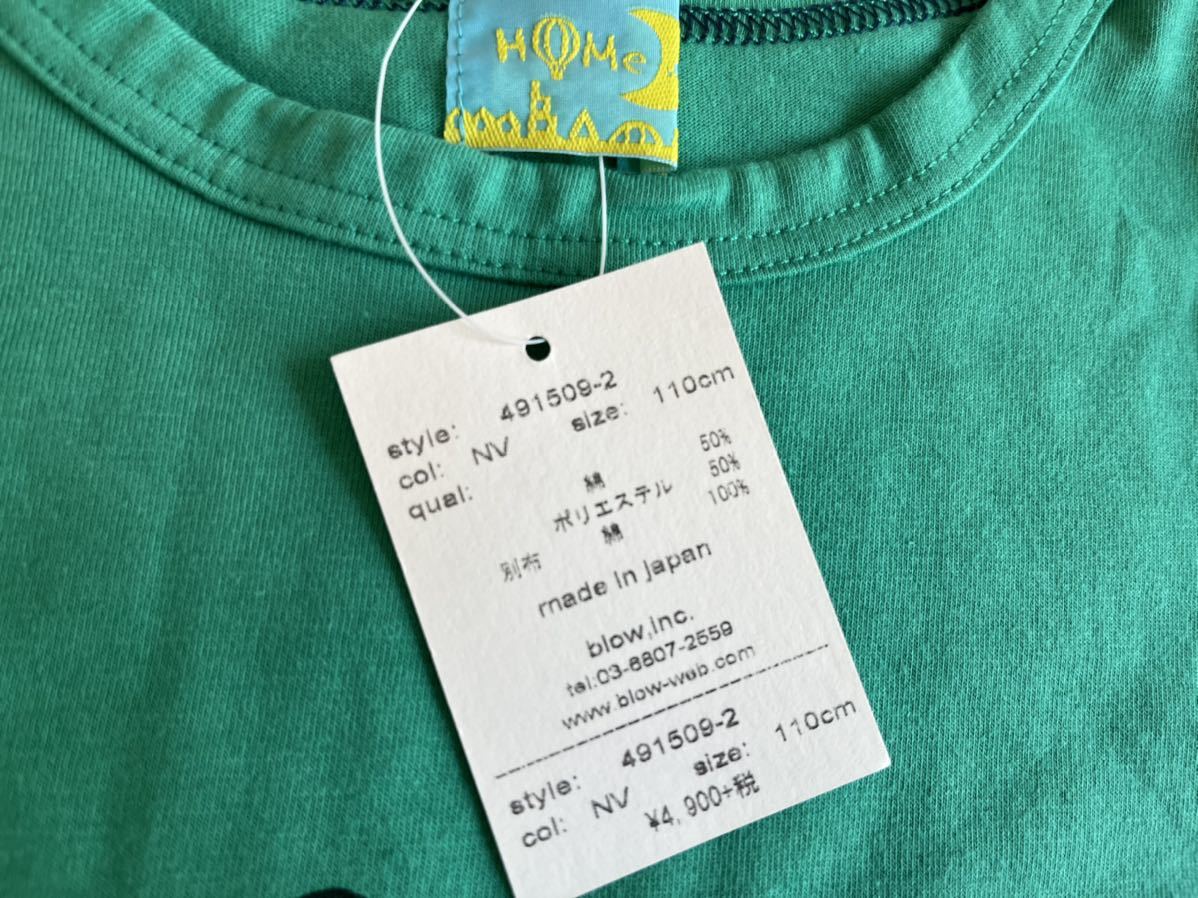 HOMe
style: 491509-2
col: NV size: 110cm
qual: 綿 50%
ポリエステル 50%
別布 綿 100%
made in japan
blow,inc.
tel:03-6807-2559
www.blow-web.com
style: 491509-2
col: NV size: 110cm
¥4,900+税